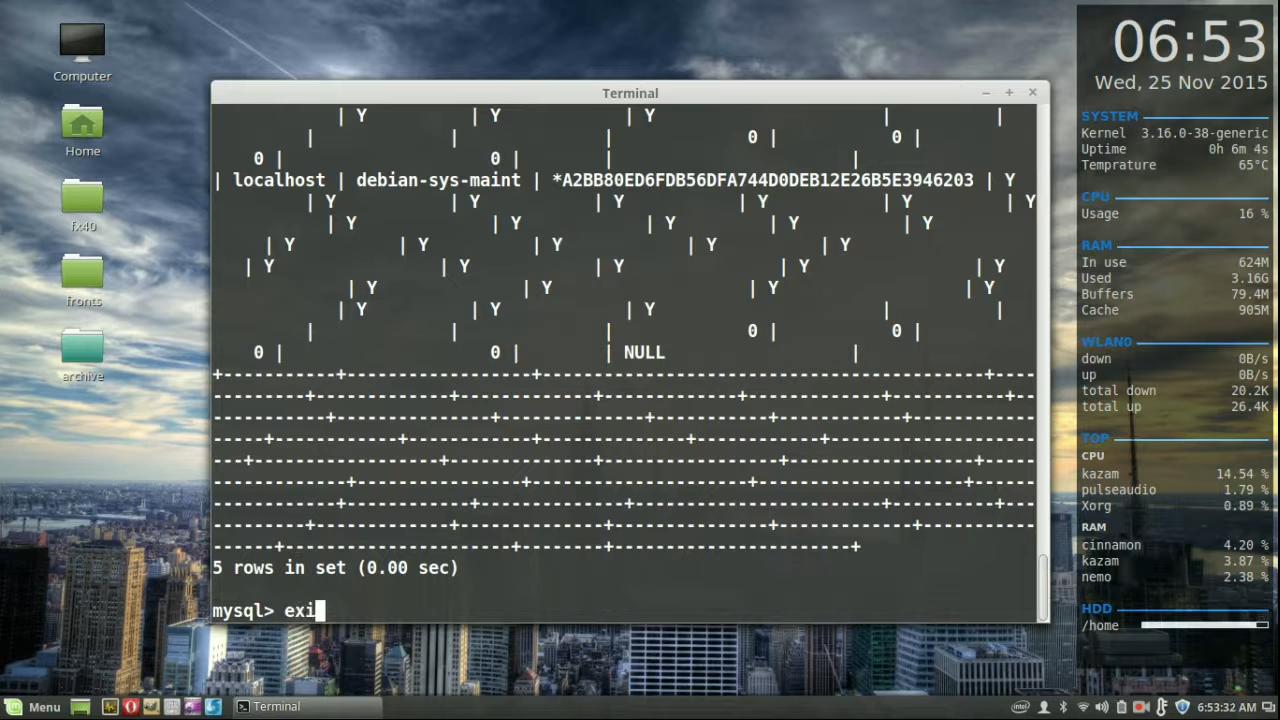 Computer
Home
fx40
fronts
archive
Terminal
| Y | Y | Y | |
| | | 0 | 0 |
0 | 0 | | |
| localhost | debian-sys-maint | *A2BB80ED6FDB56DFA744D0DEB12E26B5E3946203 | Y
| Y | Y | Y | Y | Y | Y
| Y | Y | Y | Y | Y
| Y | Y | Y | Y | Y
| Y | Y | Y | Y | Y
| Y | Y | Y | Y
| Y | Y | Y | |
| | | 0 | 0 |
0 | 0 | | NULL |
+-----------+------------------+-------------------------------------------+----
---------+-------------+-------------+-------------+-------------+-----------+--
-----------+---------------+--------------+-----------+------------+------------
-----+------------+------------+--------------+------------+--------------------
---+------------------+--------------+-----------------+------------------+-----
-------------+----------------+---------------------+--------------------+------
------------+------------+--------------+------------------------+----------+---
---------+-------------+--------------+---------------+-------------+-----------
------+----------------------+--------+-----------------------+
5 rows in set (0.00 sec)
mysql> exi
06:53
Wed, 25 Nov 2015
SYSTEM
Kernel 3.16.0-38-generic
Uptime 0h 6m 4s
Temprature 65°C
CPU
Usage 16 %
RAM
In use 624M
Used 3.16G
Buffers 79.4M
Cache 905M
WLAN0
down 0B/s
up 0B/s
total down 20.2K
total up 26.4K
TOP
CPU
kazam 14.54 %
pulseaudio 1.79 %
Xorg 0.89 %
RAM
cinnamon 4.20 %
kazam 3.87 %
nemo 2.38 %
HDD
/home
Menu
Terminal
intel
6:53:32 AM